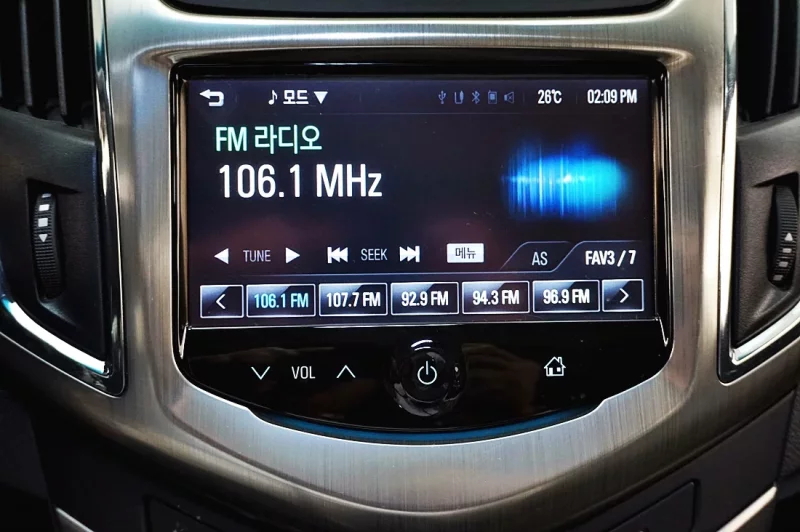 모드 26℃ 02:09 PM
FM 라디오
106.1 MHz
TUNE SEEK 메뉴 AS FAV3 / 7
106.1 FM 107.7 FM 92.9 FM 94.3 FM 96.9 FM
VOL